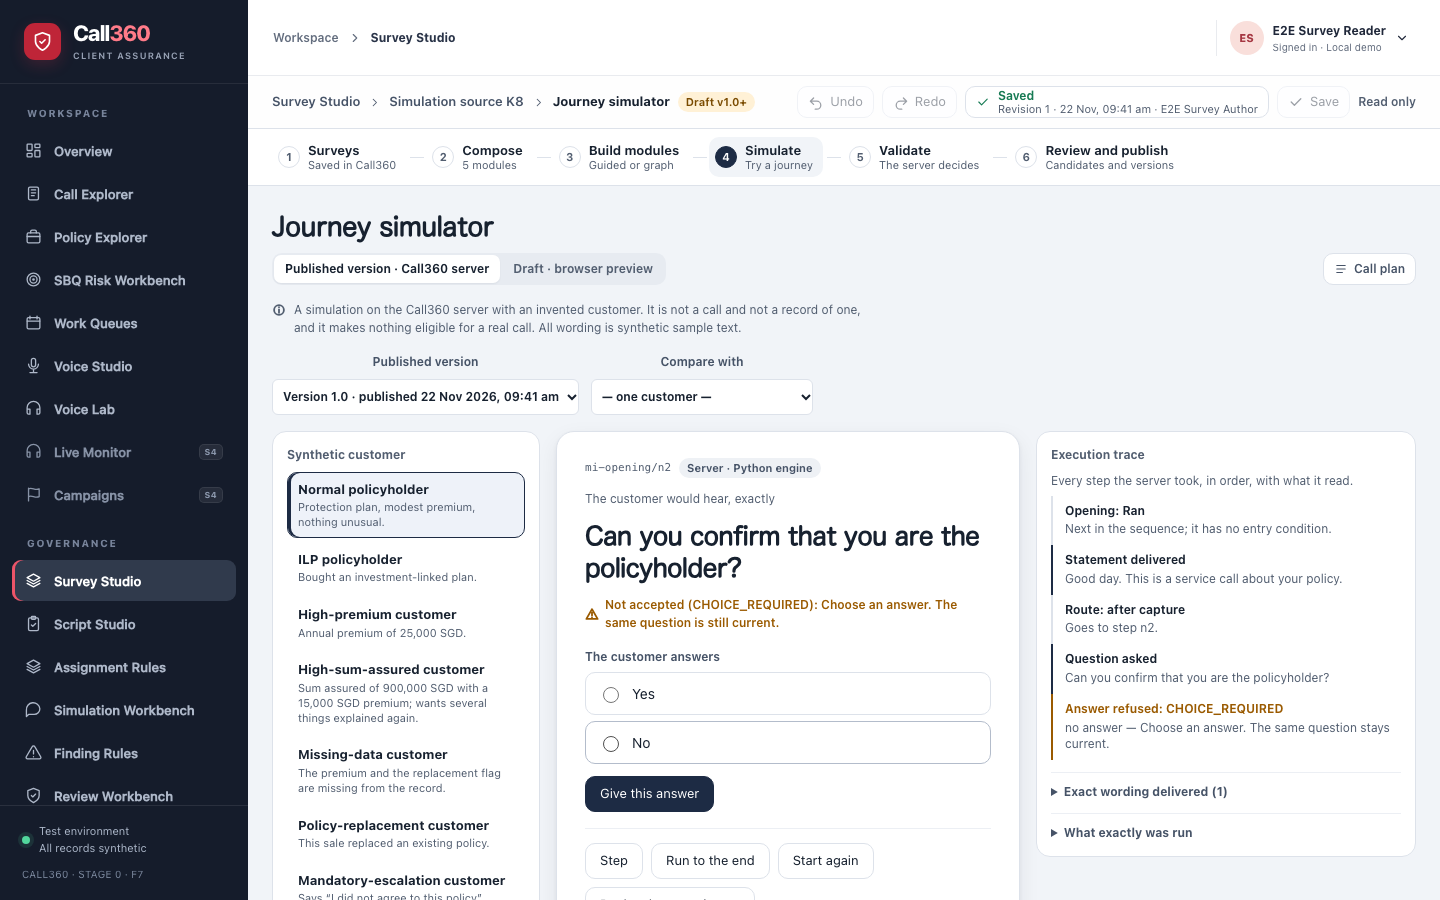 Call360
CLIENT ASSURANCE
WORKSPACE
Overview
Call Explorer
Policy Explorer
SBQ Risk Workbench
Work Queues
Voice Studio
Voice Lab
Live Monitor S4
Campaigns S4
GOVERNANCE
Survey Studio
Script Studio
Assignment Rules
Simulation Workbench
Finding Rules
Review Workbench
Test environment
All records synthetic
CALL360 · STAGE 0 · F7
Workspace > Survey Studio
ES
E2E Survey Reader
Signed in · Local demo
Survey Studio > Simulation source K8 > Journey simulator Draft v1.0+
Undo
Redo
Saved
Revision 1 · 22 Nov, 09:41 am · E2E Survey Author
Save
Read only
1 Surveys
Saved in Call360
2 Compose
5 modules
3 Build modules
Guided or graph
4 Simulate
Try a journey
5 Validate
The server decides
6 Review and publish
Candidates and versions
Journey simulator
Published version · Call360 server
Draft · browser preview
Call plan
A simulation on the Call360 server with an invented customer. It is not a call and not a record of one,
and it makes nothing eligible for a real call. All wording is synthetic sample text.
Published version
Version 1.0 · published 22 Nov 2026, 09:41 am
Compare with
— one customer —
Synthetic customer
Normal policyholder
Protection plan, modest premium,
nothing unusual.
ILP policyholder
Bought an investment-linked plan.
High-premium customer
Annual premium of 25,000 SGD.
High-sum-assured customer
Sum assured of 900,000 SGD with a
15,000 SGD premium; wants several
things explained again.
Missing-data customer
The premium and the replacement flag
are missing from the record.
Policy-replacement customer
This sale replaced an existing policy.
Mandatory-escalation customer
Says “I did not agree to this policy”
mi-opening/n2 Server · Python engine
The customer would hear, exactly
Can you confirm that you are the
policyholder?
Not accepted (CHOICE_REQUIRED): Choose an answer. The
same question is still current.
The customer answers
Yes
No
Give this answer
Step
Run to the end
Start again
Execution trace
Every step the server took, in order, with what it read.
Opening: Ran
Next in the sequence; it has no entry condition.
Statement delivered
Good day. This is a service call about your policy.
Route: after capture
Goes to step n2.
Question asked
Can you confirm that you are the policyholder?
Answer refused: CHOICE_REQUIRED
no answer — Choose an answer. The same question stays
current.
Exact wording delivered (1)
What exactly was run